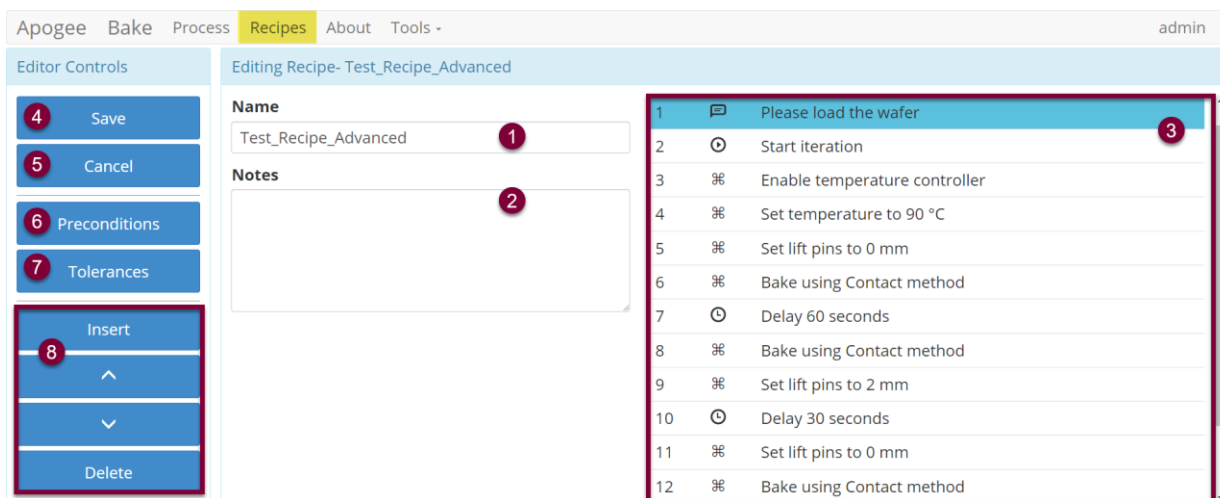 Apogee Bake Process Recipes About Tools admin
Editor Controls
Editing Recipe- Test_Recipe_Advanced
4 Save
5 Cancel
6 Preconditions
7 Tolerances
Insert
8
Delete
Name
Test_Recipe_Advanced 1
Notes
2
3
1 Please load the wafer
2 Start iteration
3 ⌘ Enable temperature controller
4 ⌘ Set temperature to 90 °C
5 ⌘ Set lift pins to 0 mm
6 ⌘ Bake using Contact method
7 Delay 60 seconds
8 ⌘ Bake using Contact method
9 ⌘ Set lift pins to 2 mm
10 Delay 30 seconds
11 ⌘ Set lift pins to 0 mm
12 ⌘ Bake using Contact method